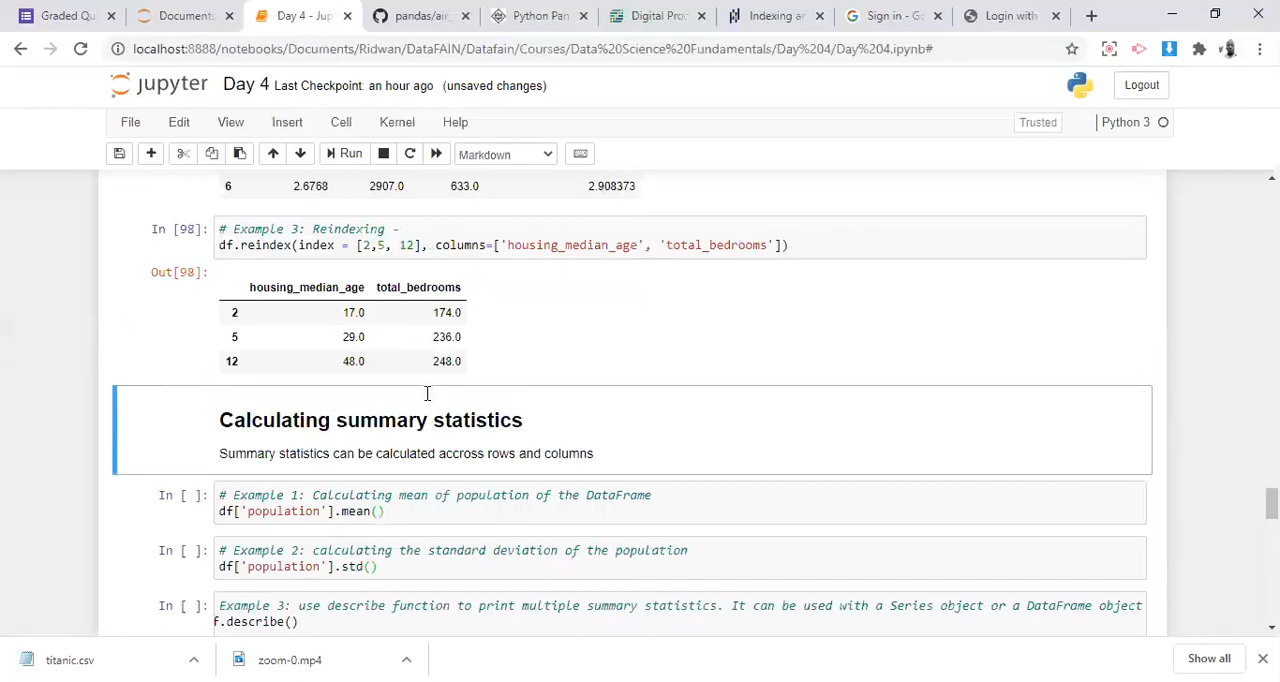 Graded Qu
Documents
Day 4 - Jup
pandas/air
Python Pan
Digital Proc
Indexing ar
Sign in - G
Login with
localhost:8888/notebooks/Documents/Ridwan/DataFAIN/Datafain/Courses/Data%20Science%20Fundamentals/Day%204/Day%204.ipynb#
jupyter Day 4 Last Checkpoint: an hour ago (unsaved changes) Logout
File Edit View Insert Cell Kernel Help Trusted Python 3
Run Markdown
6 2.6768 2907.0 633.0 2.908373
In [98]: # Example 3: Reindexing -
df.reindex(index = [2,5, 12], columns=['housing_median_age', 'total_bedrooms'])
Out[98]:
housing_median_age total_bedrooms
2 17.0 174.0
5 29.0 236.0
12 48.0 248.0
Calculating summary statistics
Summary statistics can be calculated accross rows and columns
In [ ]: # Example 1: Calculating mean of population of the DataFrame
df['population'].mean()
In [ ]: # Example 2: calculating the standard deviation of the population
df['population'].std()
In [ ]: Example 3: use describe function to print multiple summary statistics. It can be used with a Series object or a DataFrame object
f.describe()
titanic.csv
zoom-0.mp4
Show all